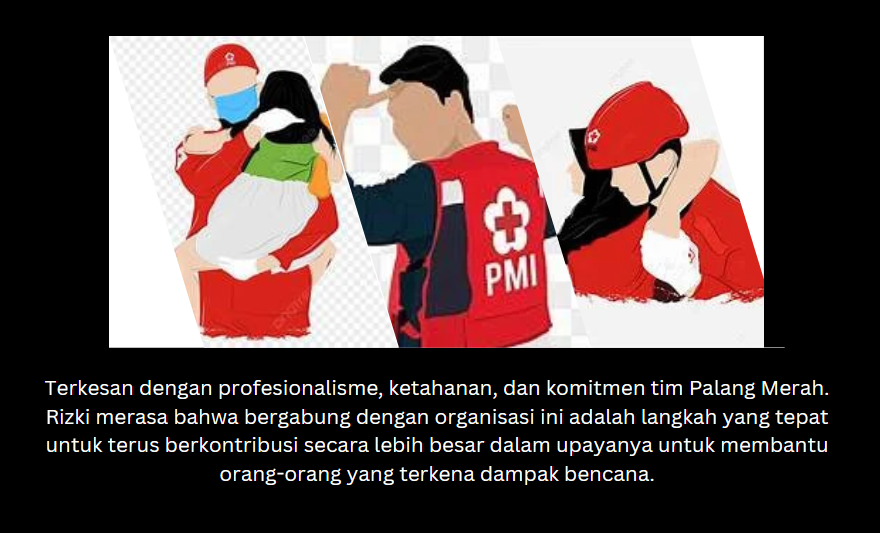 PMI
Terkesan dengan profesionalisme, ketahanan, dan komitmen tim Palang Merah.
Rizki merasa bahwa bergabung dengan organisasi ini adalah langkah yang tepat
untuk terus berkontribusi secara lebih besar dalam upayanya untuk membantu
orang-orang yang terkena dampak bencana.